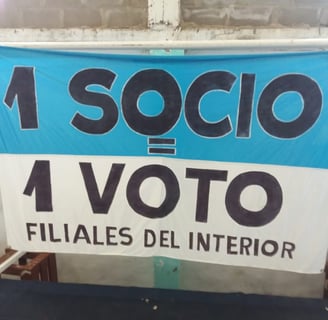 1 SOCIO
=
1 VOTO
FILIALES DEL INTERIOR